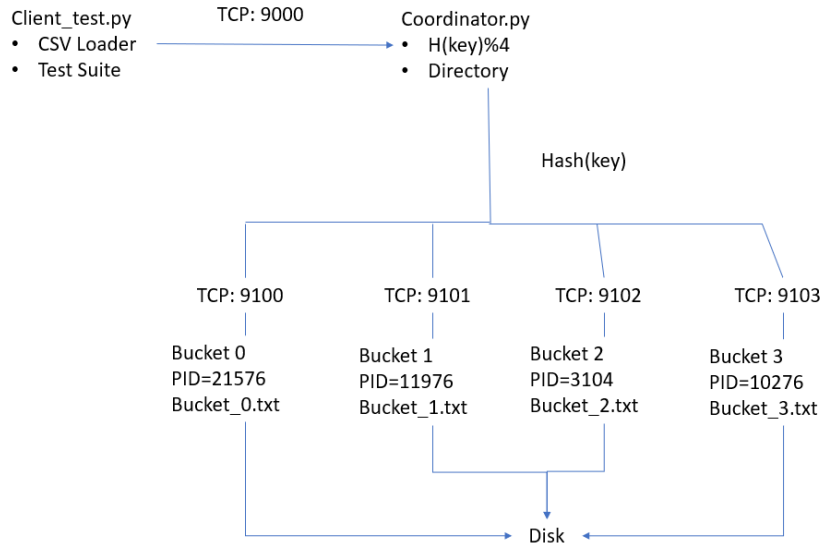 Client_test.py
• CSV Loader
• Test Suite
TCP: 9000
Coordinator.py
• H(key)%4
• Directory
Hash(key)
TCP: 9100
TCP: 9101
TCP: 9102
TCP: 9103
Bucket 0
PID=21576
Bucket_0.txt
Bucket 1
PID=11976
Bucket_1.txt
Bucket 2
PID=3104
Bucket_2.txt
Bucket 3
PID=10276
Bucket_3.txt
Disk